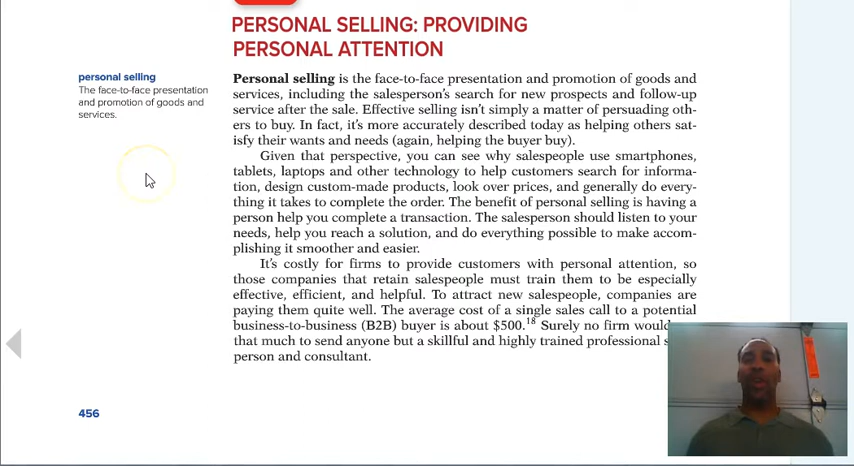 PERSONAL SELLING: PROVIDING
PERSONAL ATTENTION
personal selling
The face-to-face presentation
and promotion of goods and
services.
Personal selling is the face-to-face presentation and promotion of goods and
services, including the salesperson's search for new prospects and follow-up
service after the sale. Effective selling isn't simply a matter of persuading oth-
ers to buy. In fact, it's more accurately described today as helping others sat-
isfy their wants and needs (again, helping the buyer buy).
Given that perspective, you can see why salespeople use smartphones,
tablets, laptops and other technology to help customers search for informa-
tion, design custom-made products, look over prices, and generally do every-
thing it takes to complete the order. The benefit of personal selling is having a
person help you complete a transaction. The salesperson should listen to your
needs, help you reach a solution, and do everything possible to make accom-
plishing it smoother and easier.
It's costly for firms to provide customers with personal attention, so
those companies that retain salespeople must train them to be especially
effective, efficient, and helpful. To attract new salespeople, companies are
paying them quite well. The average cost of a single sales call to a potential
business-to-business (B2B) buyer is about $500.18 Surely no firm would
that much to send anyone but a skillful and highly trained professional
person and consultant.
456